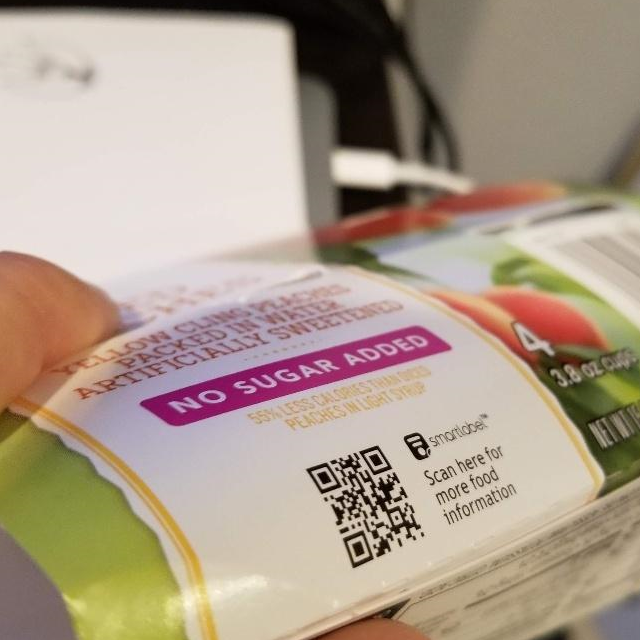 YELLOW CLING PEACHES
PACKED IN WATER
ARTIFICIALLY SWEETENED
NO SUGAR ADDED
55% LESS CALORIES THAN DICED
PEACHES IN LIGHT SYRUP
smartlabel™
Scan here for
more food
information
4
3.8 oz cups